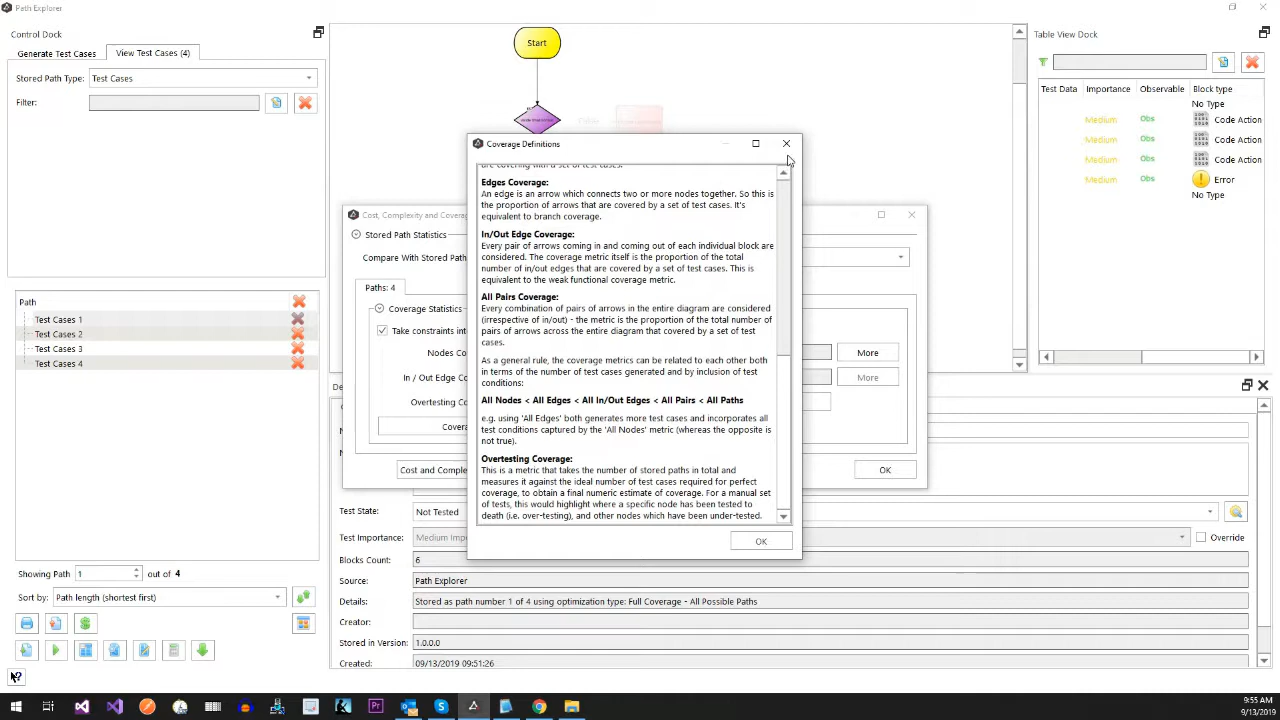 Path Explorer
Control Dock
Generate Test Cases
View Test Cases (4)
Stored Path Type:
Test Cases
Filter:
Start
Table View Dock
Test Data
Importance
Observable
Block type
No Type
Medium
Obs
Code Action
Medium
Obs
Code Action
Medium
Obs
Code Action
Medium
Obs
Error
No Type
Path
Test Cases 1
Test Cases 2
Test Cases 3
Test Cases 4
Showing Path
1
out of
4
Sort by:
Path length (shortest first)
Cost, Complexity and Coverag
Stored Path Statistics
Compare With Stored Path
Paths: 4
Coverage Statistics
Take constraints into
Nodes Co
In / Out Edge Co
Overtesting Co
More
More
Covera
Cost and Comple
OK
Coverage Definitions
are covering with a set of test cases.
Edges Coverage:
An edge is an arrow which connects two or more nodes together. So this is
the proportion of arrows that are covered by a set of test cases. It's
equivalent to branch coverage.
In/Out Edge Coverage:
Every pair of arrows coming in and coming out of each individual block are
considered. The coverage metric itself is the proportion of the total
number of in/out edges that are covered by a set of test cases. This is
equivalent to the weak functional coverage metric.
All Pairs Coverage:
Every combination of pairs of arrows in the entire diagram are considered
(irrespective of in/out) - the metric is the proportion of the total number of
pairs of arrows across the entire diagram that covered by a set of test
cases.
As a general rule, the coverage metrics can be related to each other both
in terms of the number of test cases generated and by inclusion of test
conditions:
All Nodes < All Edges < All In/Out Edges < All Pairs < All Paths
e.g. using 'All Edges' both generates more test cases and incorporates all
test conditions captured by the 'All Nodes' metric (whereas the opposite is
not true).
Overtesting Coverage:
This is a metric that takes the number of stored paths in total and
measures it against the ideal number of test cases required for perfect
coverage, to obtain a final numeric estimate of coverage. For a manual set
of tests, this would highlight where a specific node has been tested to
death (i.e. over-testing), and other nodes which have been under-tested.
OK
Test State:
Not Tested
Test Importance:
Medium Imp
Override
Blocks Count:
6
Source:
Path Explorer
Details:
Stored as path number 1 of 4 using optimization type: Full Coverage - All Possible Paths
Creator:
Stored in Version:
1.0.0.0
Created:
09/13/2019 09:51:26
9:55 AM
9/13/2019